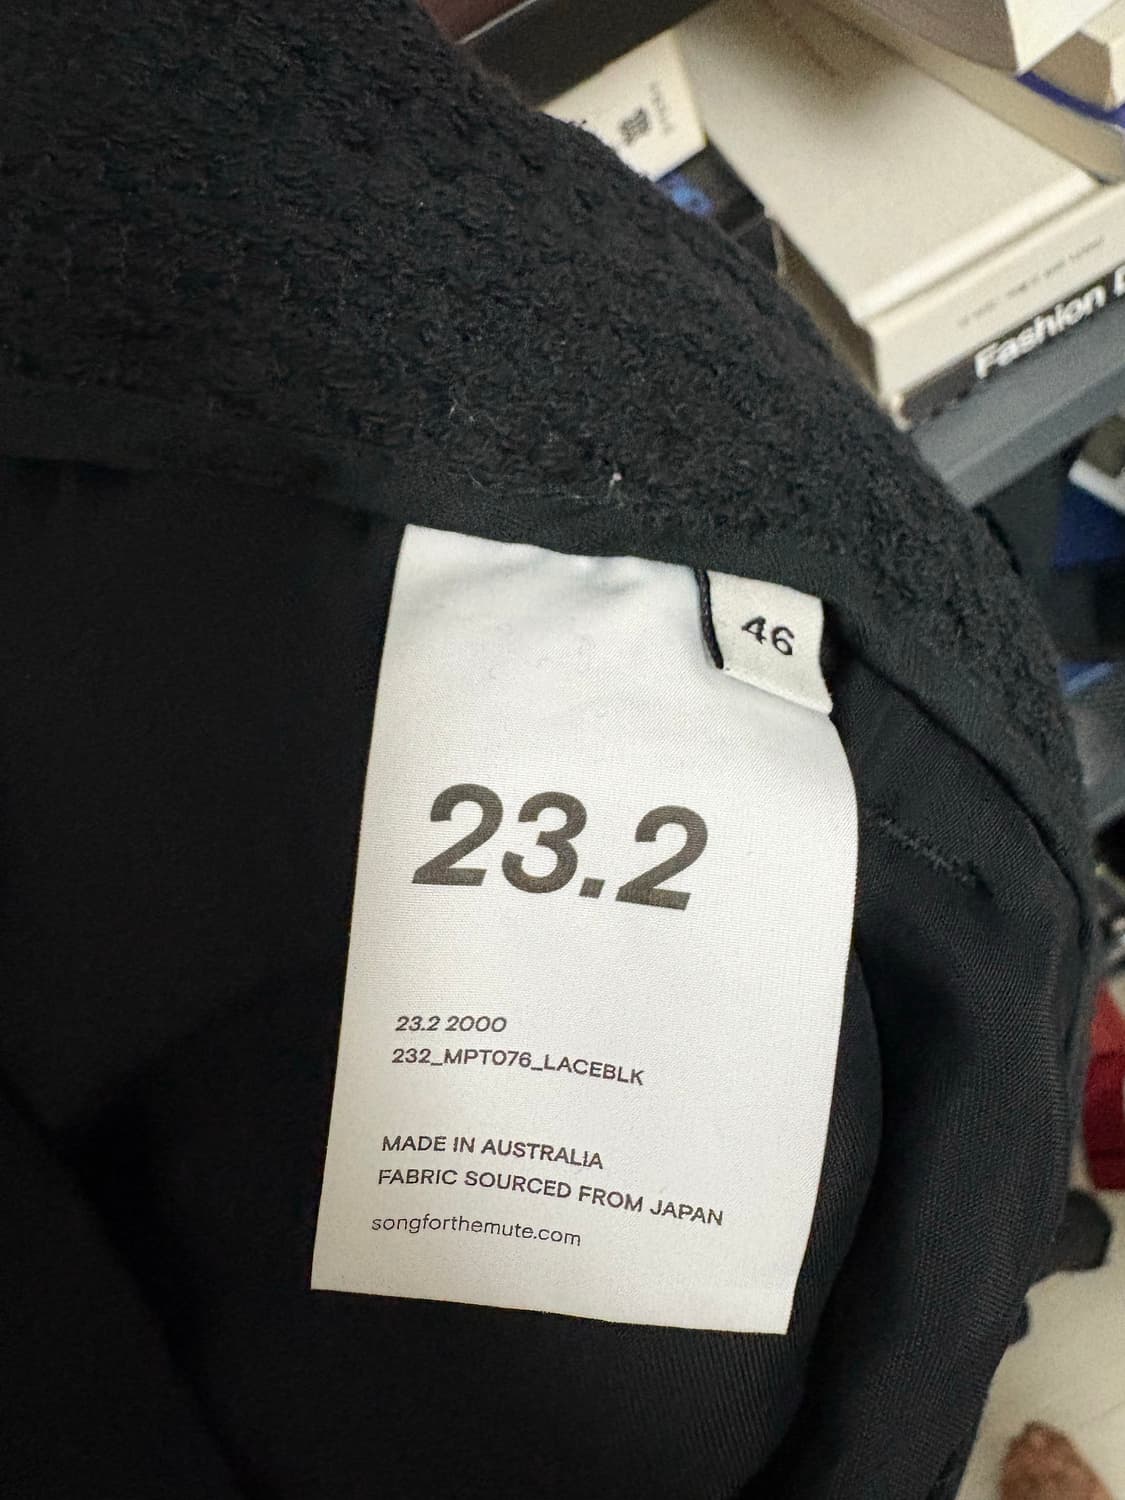 Fashion
46
23.2
23.2 2000
232_MPT076_LACEBLK
MADE IN AUSTRALIA
FABRIC SOURCED FROM JAPAN
songforthemute.com